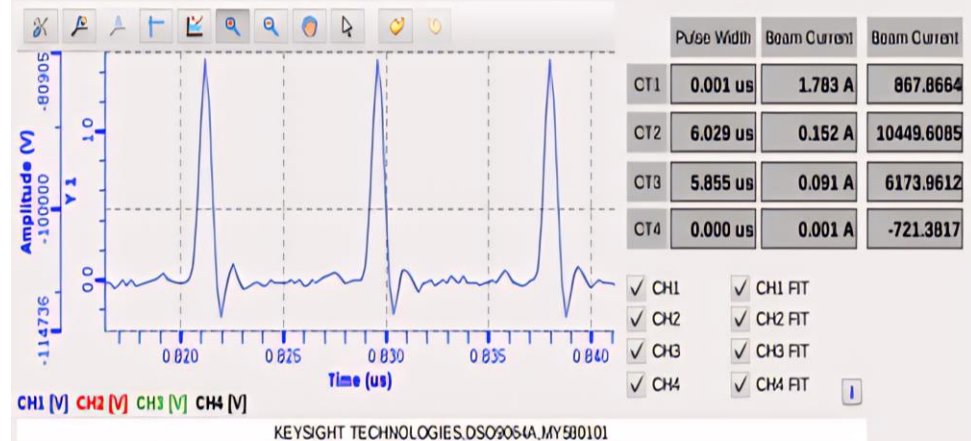 Pulse Width Beam Current Beam Current
CT1 0.001 us 1.783 A 867.8664
CT2 6.029 us 0.152 A 10449.6085
CT3 5.855 us 0.091 A 6173.9612
CT4 0.000 us 0.001 A -721.3817
Amplitude (V)
-80905
-100000
-114736
Y 1
1.0
0.0
0.820 0.825 0.830 0.835 0.840
Time (us)
CH1 [V] CH2 [V] CH3 [V] CH4 [V]
CH1 CH1 FIT
CH2 CH2 FIT
CH3 CH3 FIT
CH4 CH4 FIT
KEYSIGHT TECHNOLOGIES,DSO9064A,MY580101